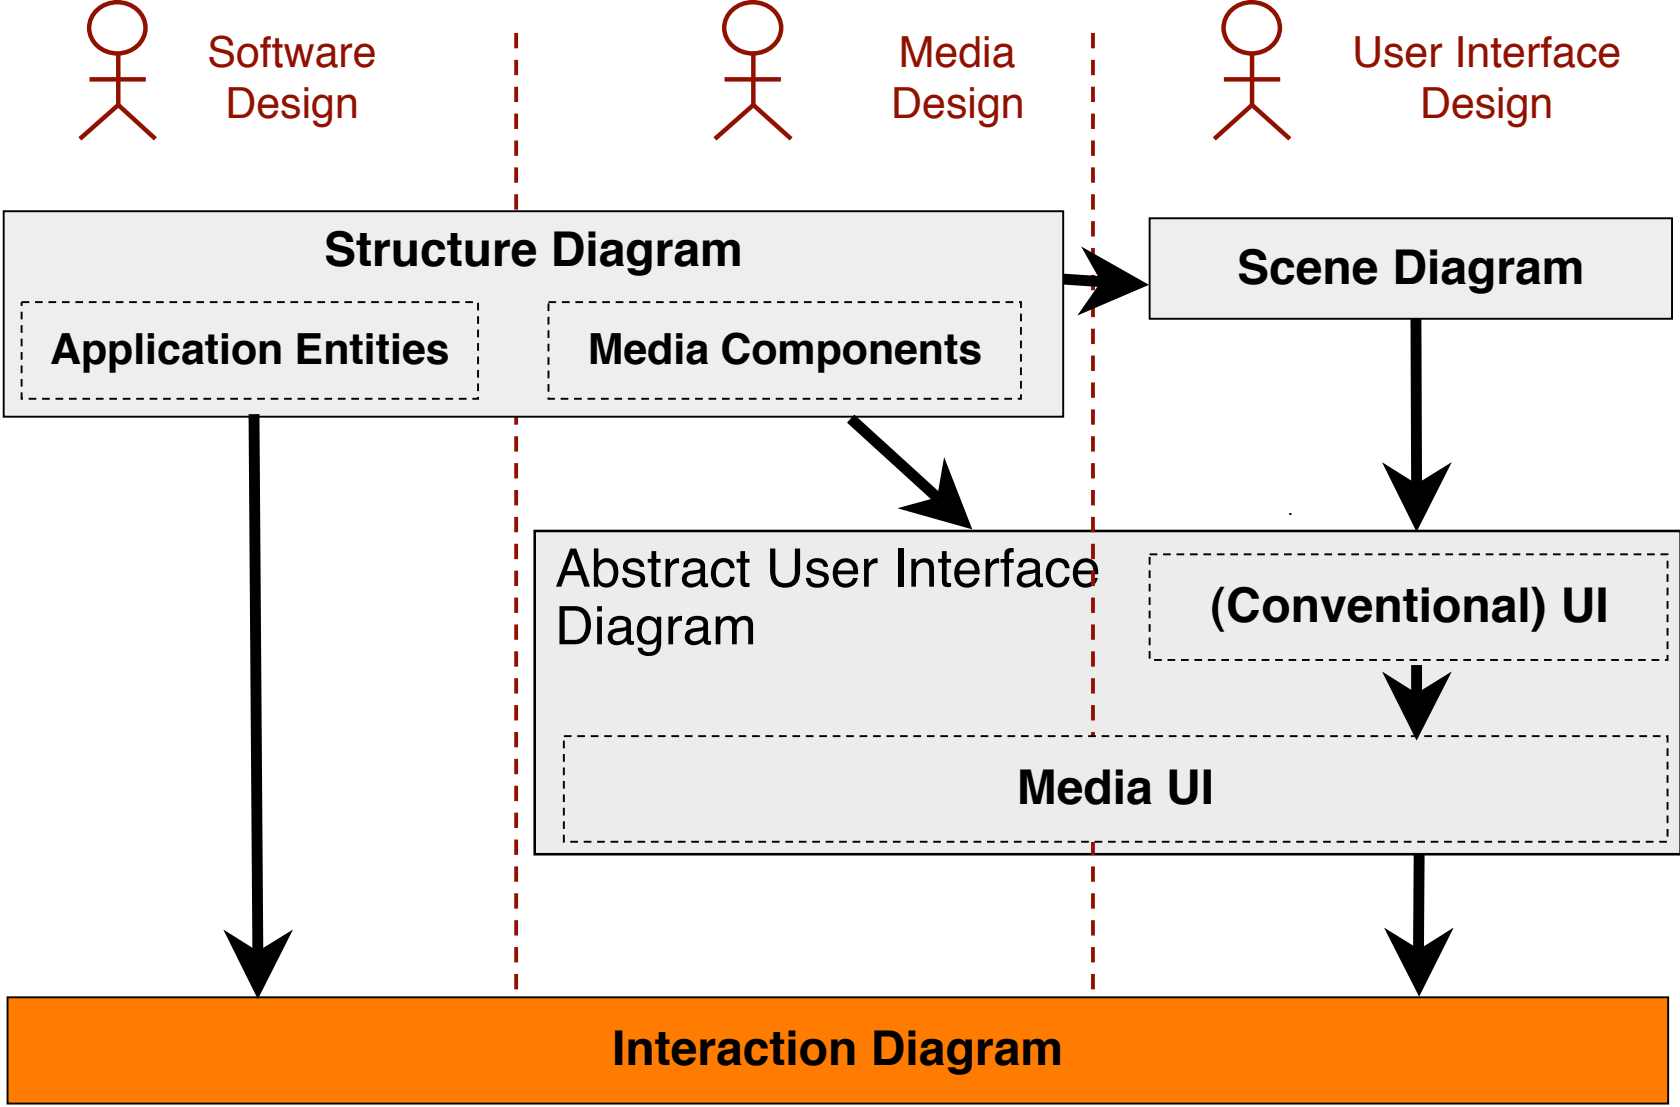 Software
Design
Media
Design
User Interface
Design
Structure Diagram
Application Entities
Media Components
Scene Diagram
Abstract User Interface
Diagram
(Conventional) UI
Media UI
Interaction Diagram